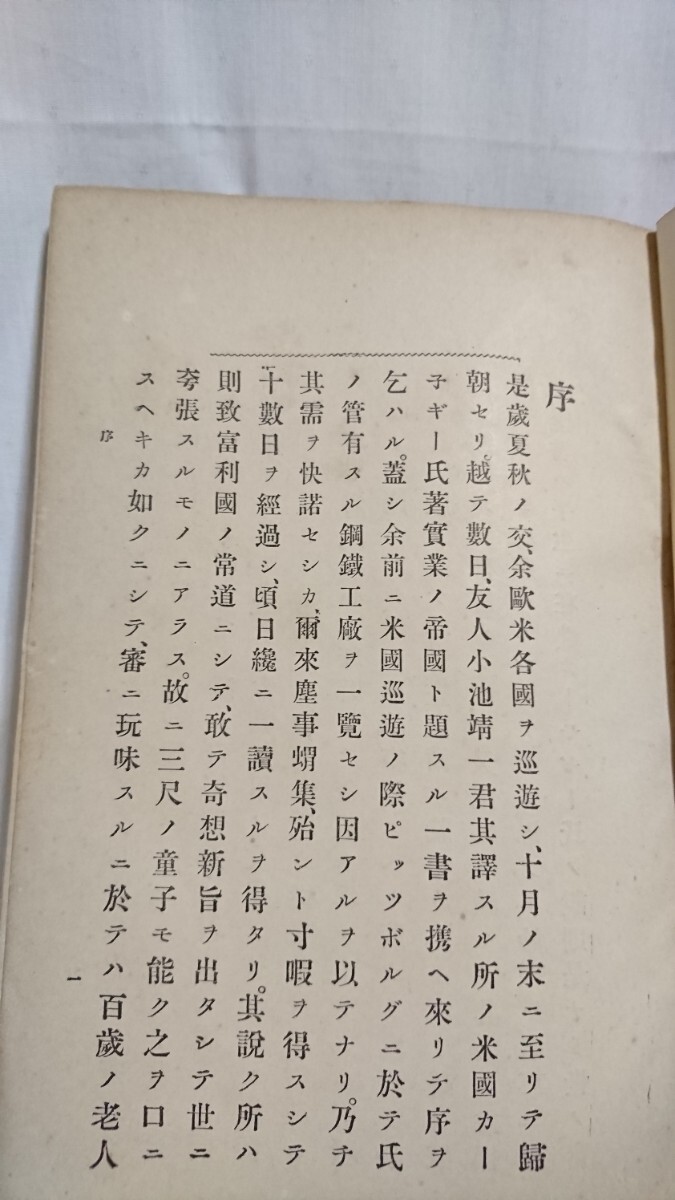 序
是歲夏秋ノ交、余歐米各國ヲ巡遊シ、十月ノ末ニ至リテ歸
朝セリ。越テ數日、友人小池靖一君其譯スル所ノ米國カー
子ギー氏著實業ノ帝國ト題スル一書ヲ携ヘ來リテ序ヲ
乞ハル。蓋シ余前ニ米國巡遊ノ際ピッツボルグニ於テ氏
ノ管有スル鋼鐵工廠ヲ一覽セシ因アルヲ以テナリ。乃チ
其需ヲ快諾セシカ、爾來塵事蝟集、殆ント寸暇ヲ得スシテ
十數日ヲ經過シ、頃日纔ニ一讀スルヲ得タリ。其說ク所ハ
則致富利國ノ常道ニシテ、敢テ奇想新旨ヲ出タシテ世ニ
夸張スルモノニアラス。故ニ三尺ノ童子モ能ク之ヲ口ニ
スヘキカ如クニシテ、審ニ玩味スルニ於テハ百歲ノ老人
序
一